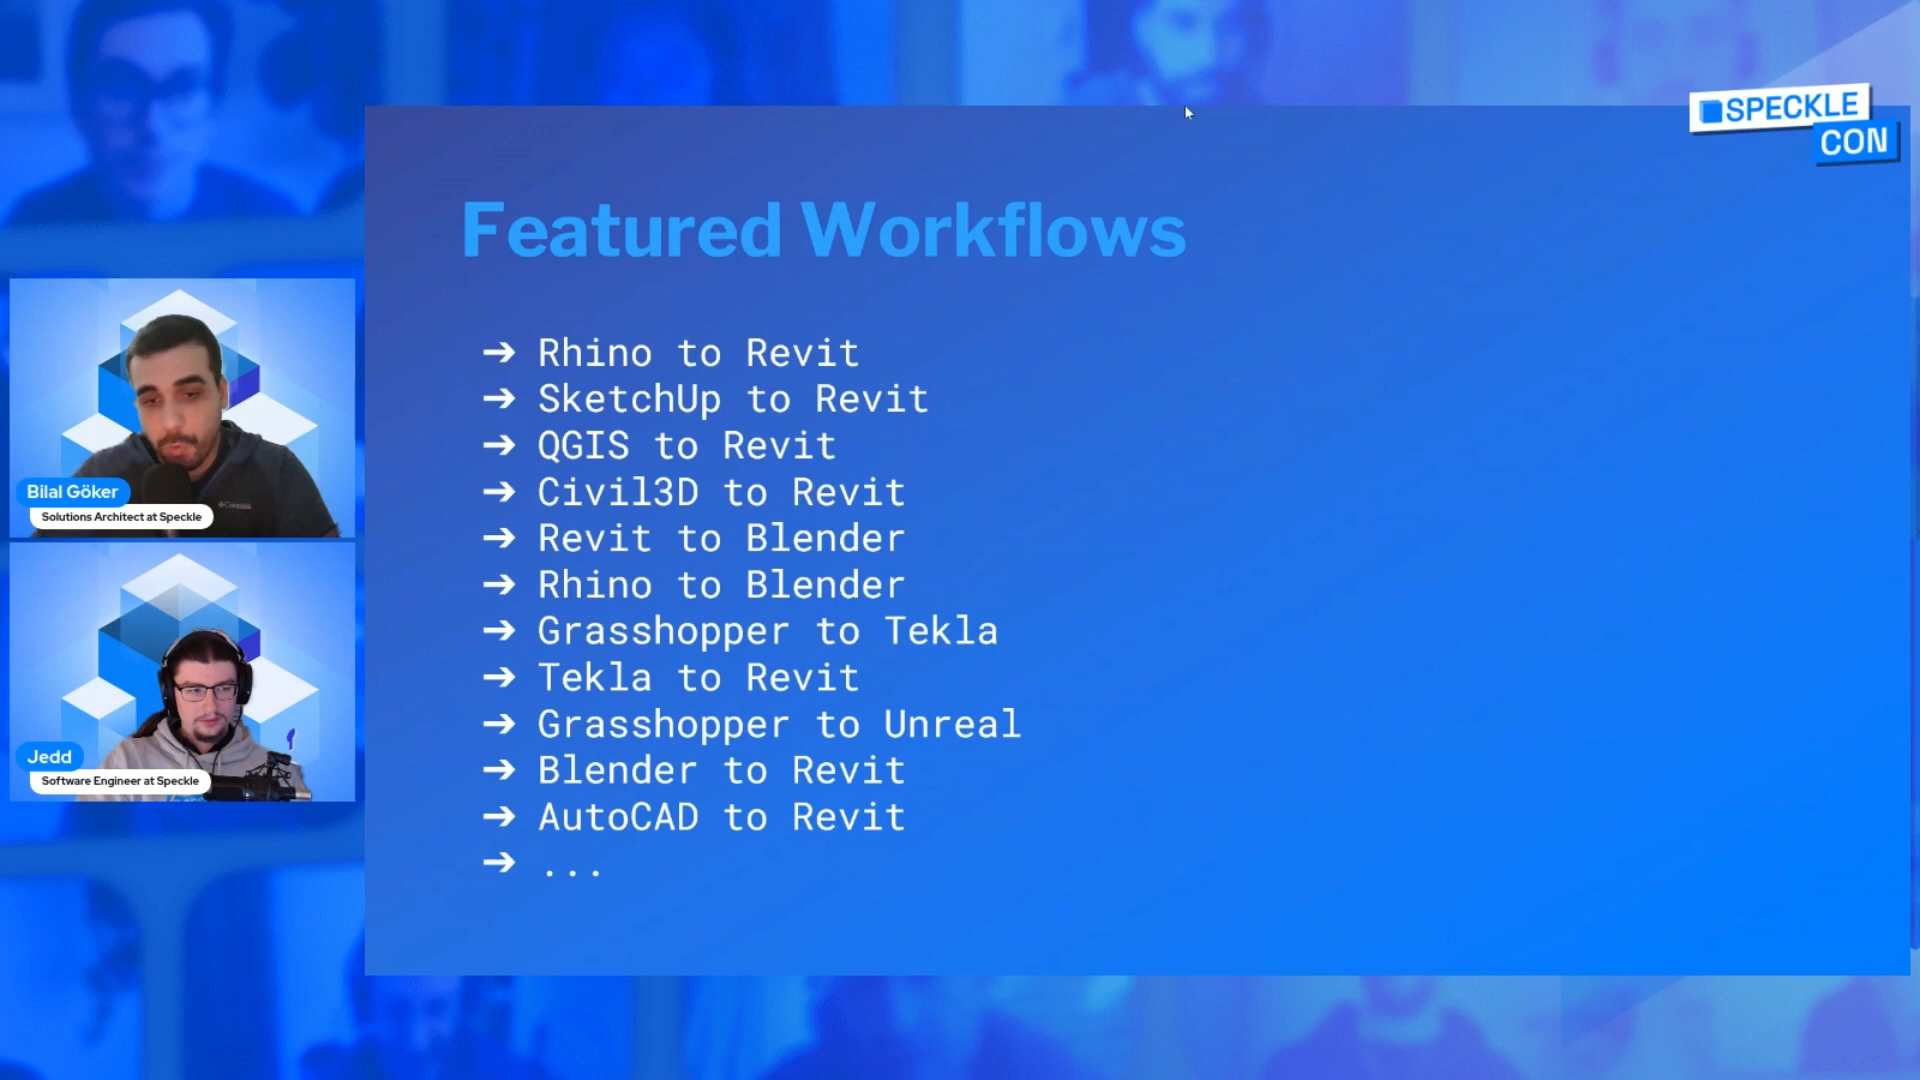 SPECKLE
CON
Featured Workflows
➔ Rhino to Revit
➔ SketchUp to Revit
➔ QGIS to Revit
➔ Civil3D to Revit
➔ Revit to Blender
➔ Rhino to Blender
➔ Grasshopper to Tekla
➔ Tekla to Revit
➔ Grasshopper to Unreal
➔ Blender to Revit
➔ AutoCAD to Revit
➔ ...
Bilal Göker
Solutions Architect at Speckle
Jedd
Software Engineer at Speckle